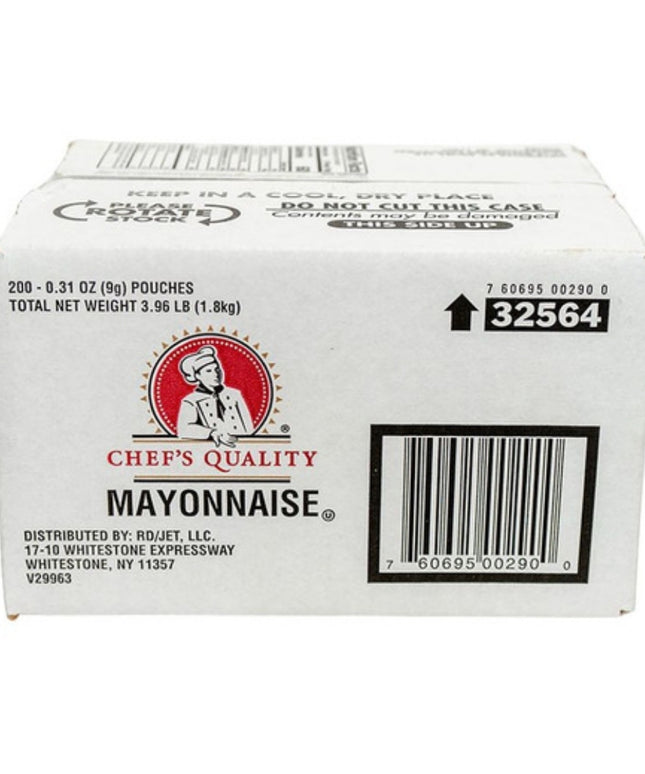 KEEP IN A COOL, DRY PLACE
PLEASE
ROTATE
STOCK
DO NOT CUT THIS CASE
Contents may be damaged
THIS SIDE UP
200 - 0.31 OZ (9g) POUCHES
TOTAL NET WEIGHT 3.96 LB (1.8kg)
7 60695 00290 0
32564
®
CHEF'S QUALITY
MAYONNAISE
DISTRIBUTED BY: RD/JET, LLC.
17-10 WHITESTONE EXPRESSWAY
WHITESTONE, NY 11357
V29963
7 60695 00290 0